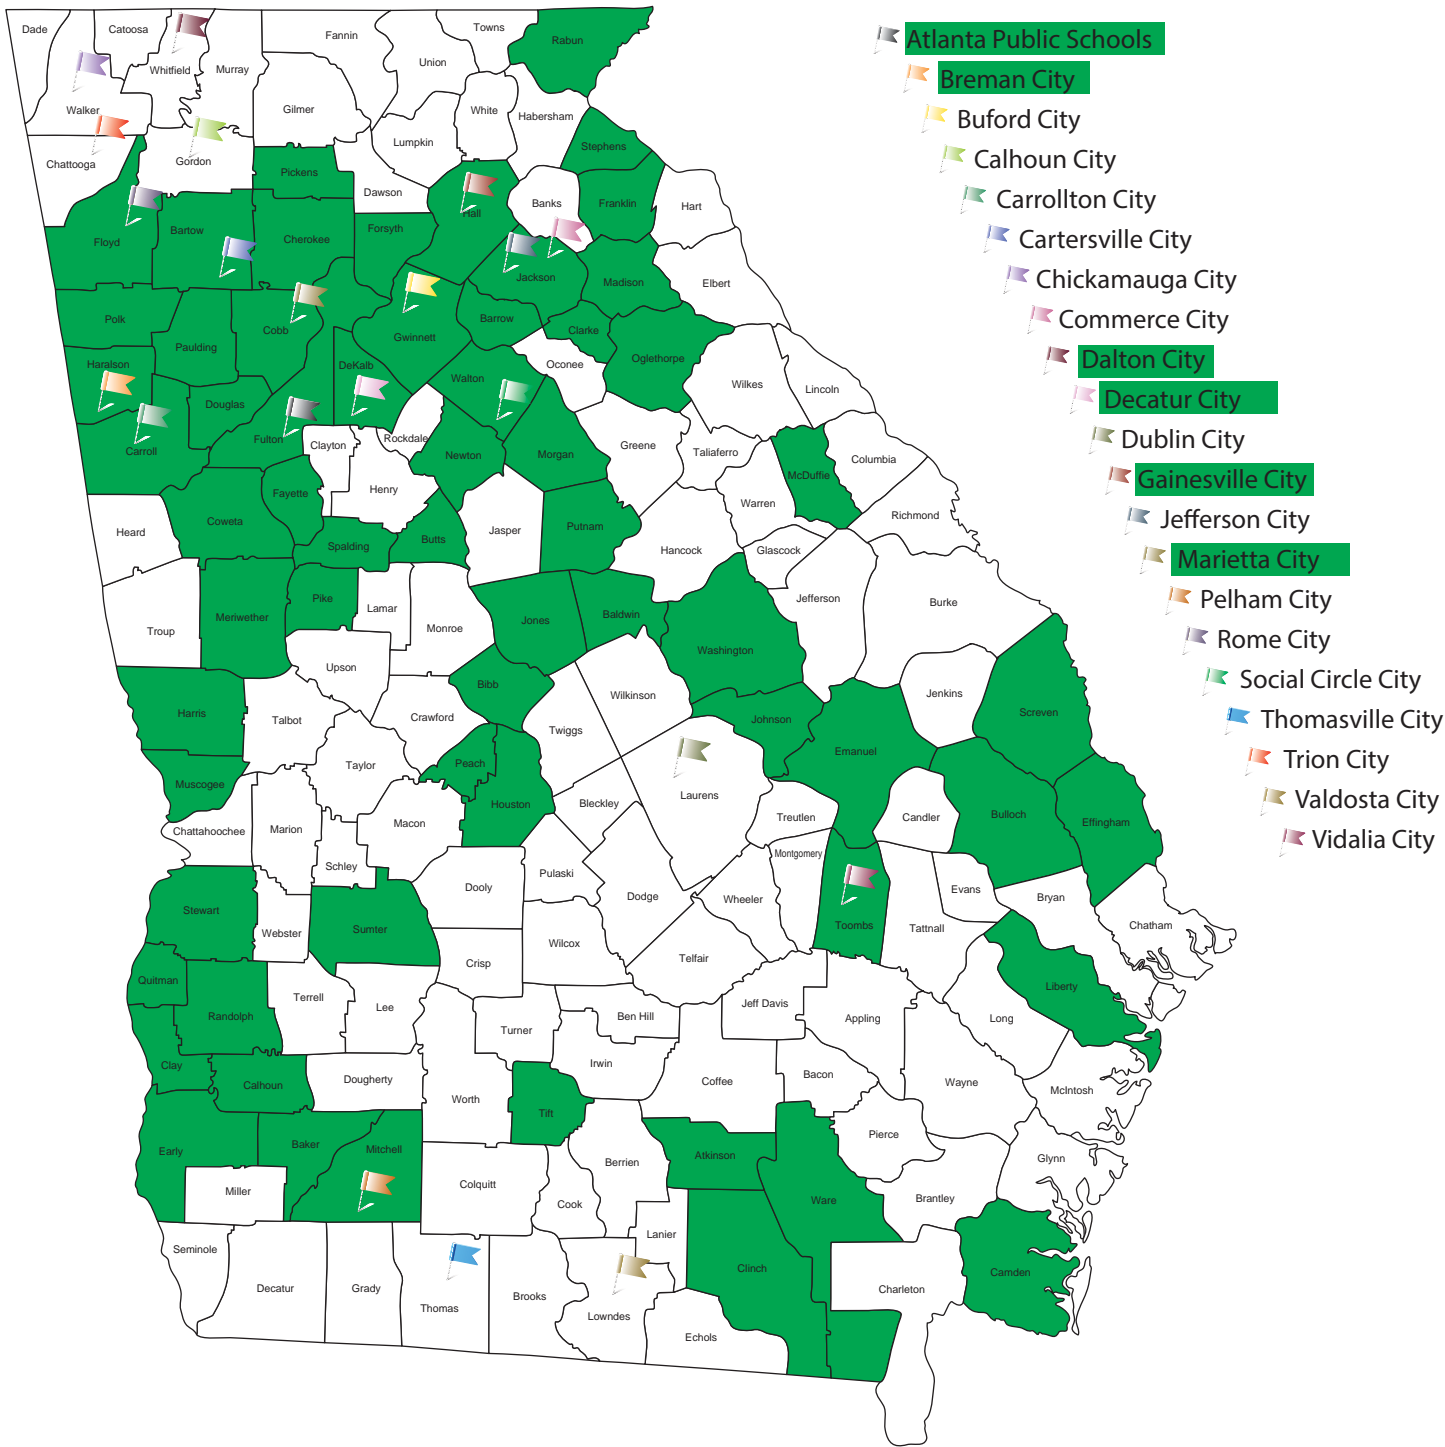 Dade
Catoosa
Whitfield
Murray
Fannin
Union
Towns
Rabun
Walker
Gilmer
White
Habersham
Lumpkin
Stephens
Chattooga
Gordon
Pickens
Dawson
Hall
Banks
Franklin
Hart
Floyd
Bartow
Cherokee
Forsyth
Jackson
Madison
Elbert
Polk
Cobb
Gwinnett
Barrow
Clarke
Paulding
Haralson
DeKalb
Walton
Oconee
Oglethorpe
Wilkes
Lincoln
Douglas
Carroll
Fulton
Clayton
Rockdale
Newton
Morgan
Greene
Taliaferro
Columbia
McDuffie
Fayette
Henry
Warren
Richmond
Heard
Coweta
Spalding
Butts
Jasper
Putnam
Hancock
Glascock
Jefferson
Burke
Troup
Meriwether
Pike
Lamar
Monroe
Jones
Baldwin
Washington
Upson
Bibb
Wilkinson
Jenkins
Screven
Harris
Talbot
Crawford
Twiggs
Johnson
Emanuel
Taylor
Peach
Muscogee
Houston
Bleckley
Laurens
Treutlen
Candler
Bulloch
Effingham
Chattahoochee
Marion
Macon
Schley
Dooly
Pulaski
Dodge
Montgomery
Wheeler
Evans
Bryan
Stewart
Webster
Sumter
Toombs
Tattnall
Chatham
Crisp
Wilcox
Telfair
Quitman
Randolph
Terrell
Lee
Turner
Ben Hill
Jeff Davis
Appling
Long
Liberty
Clay
Calhoun
Dougherty
Worth
Irwin
Coffee
Bacon
Wayne
McIntosh
Tift
Early
Baker
Mitchell
Pierce
Glynn
Miller
Colquitt
Berrien
Cook
Atkinson
Ware
Brantley
Seminole
Lanier
Clinch
Camden
Decatur
Grady
Thomas
Brooks
Lowndes
Echols
Charleton
Atlanta Public Schools
Breman City
Buford City
Calhoun City
Carrollton City
Cartersville City
Chickamauga City
Commerce City
Dalton City
Decatur City
Dublin City
Gainesville City
Jefferson City
Marietta City
Pelham City
Rome City
Social Circle City
Thomasville City
Trion City
Valdosta City
Vidalia City